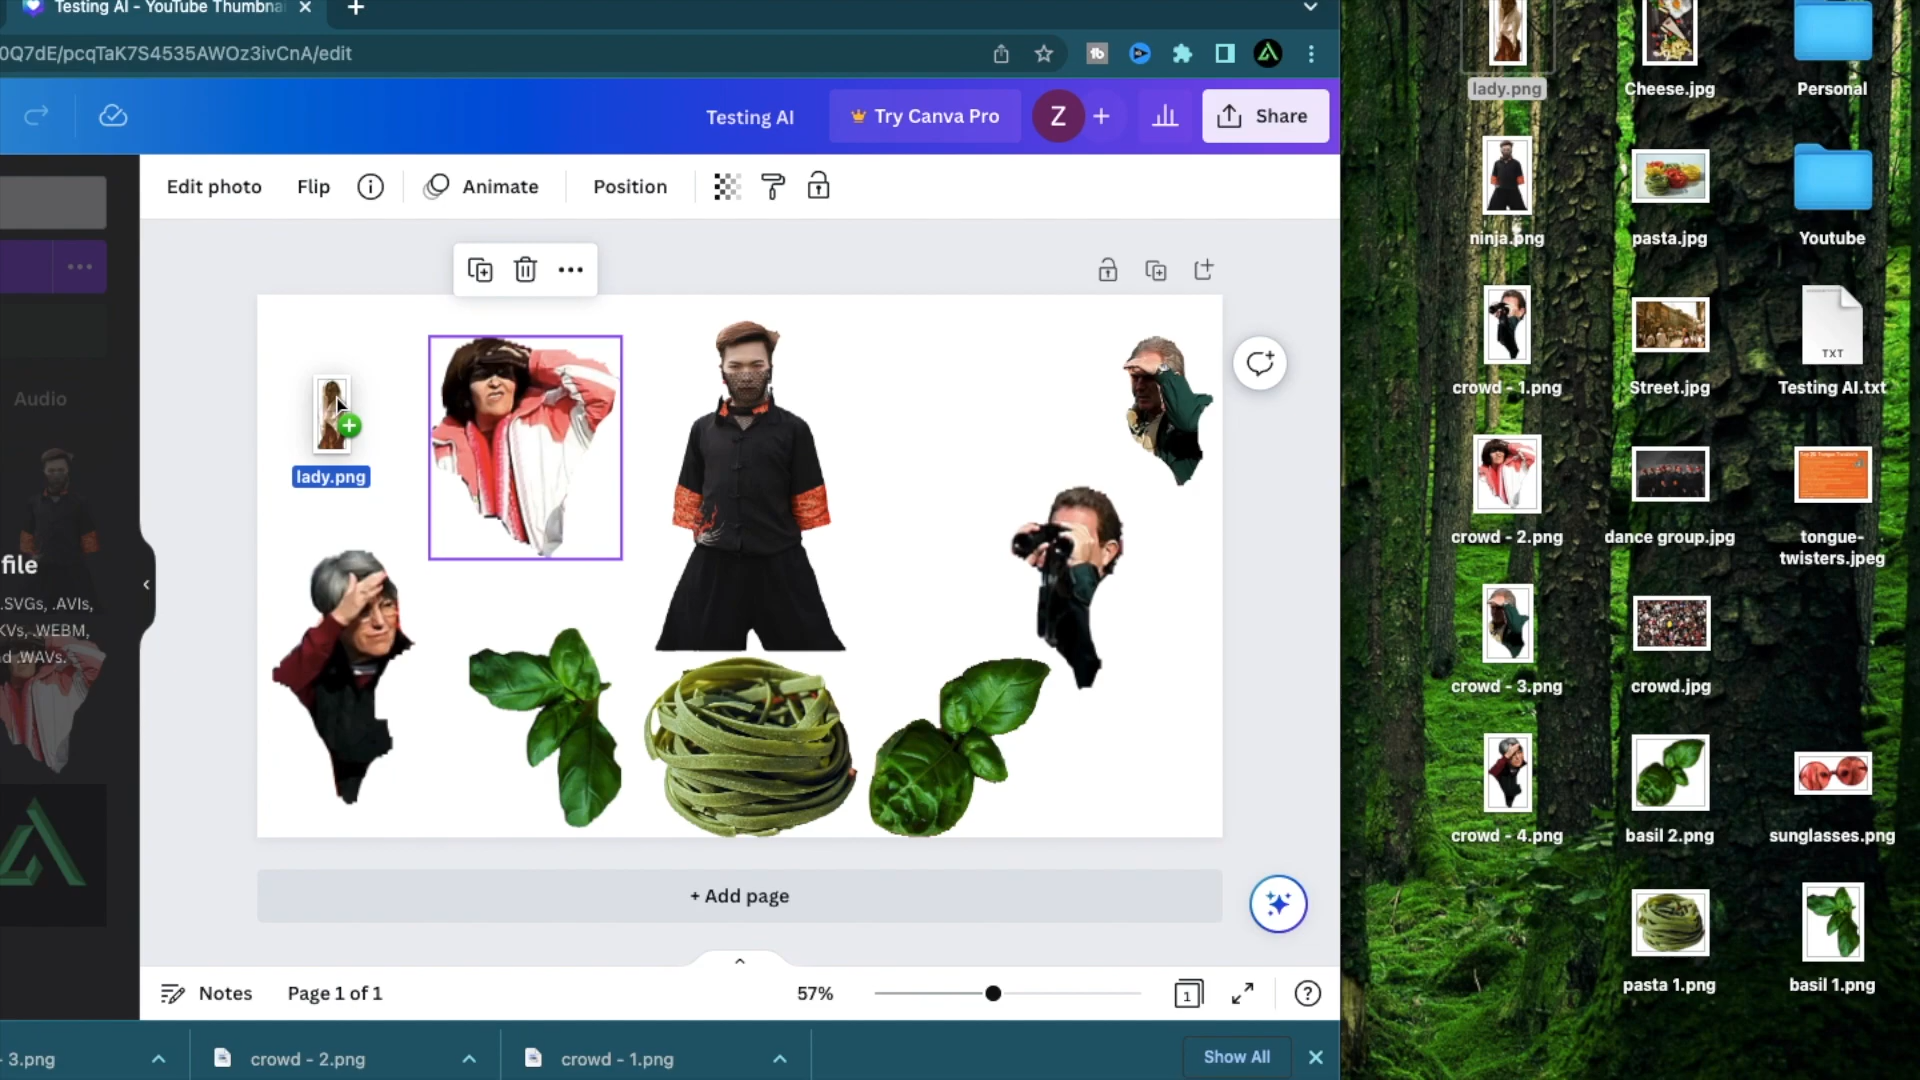 Testing AI - YouTube Thumbnai
0Q7dE/pcqTaK7S4535AWOz3ivCnA/edit
Testing AI
Try Canva Pro
Z
Share
Edit photo
Flip
Animate
Position
Audio
file
.SVGs, .AVIs,
KVs, .WEBM,
nd .WAVs.
lady.png
+ Add page
Notes
Page 1 of 1
57%
1
- 3.png
crowd - 2.png
crowd - 1.png
Show All
lady.png
Cheese.jpg
Personal
ninja.png
pasta.jpg
Youtube
TXT
crowd - 1.png
Street.jpg
Testing AI.txt
crowd - 2.png
dance group.jpg
tongue-
twisters.jpeg
crowd - 3.png
crowd.jpg
crowd - 4.png
basil 2.png
sunglasses.png
pasta 1.png
basil 1.png